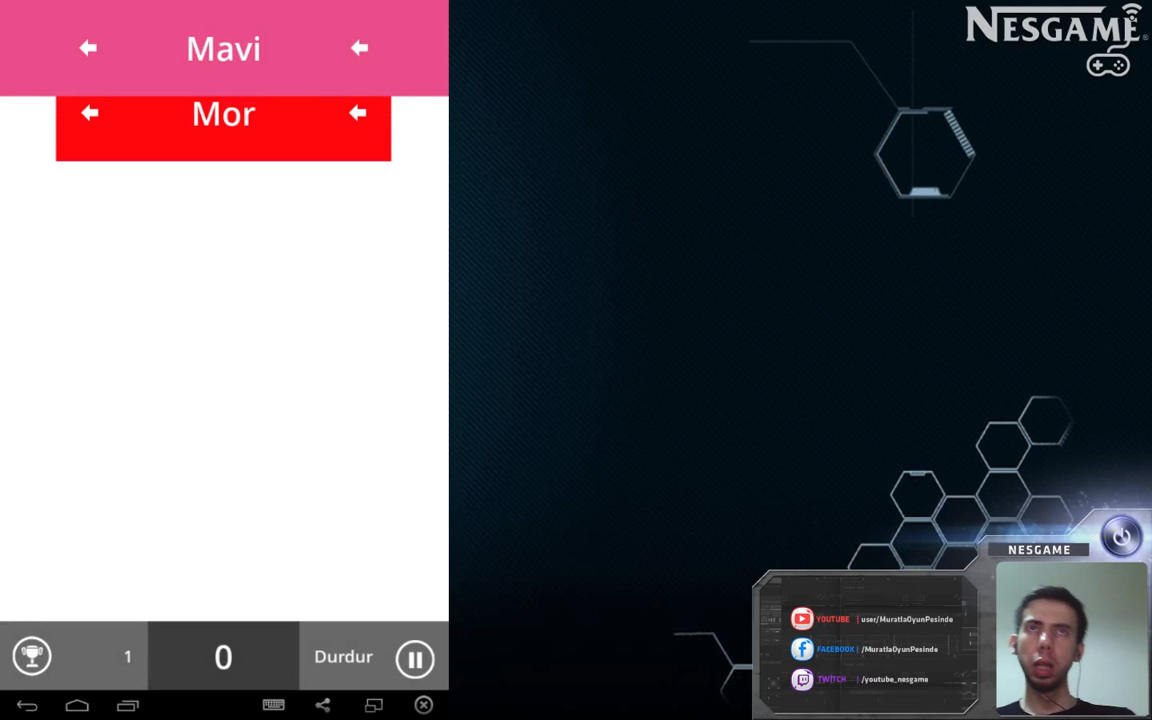 Mavi
Mor
1
0
Durdur
NESGAME
NESGAME
YOUTUBE | user/MuratlaOyunPesinde
FACEBOOK | /MuratlaOyunPesinde
TWITCH | /youtube_nesgame